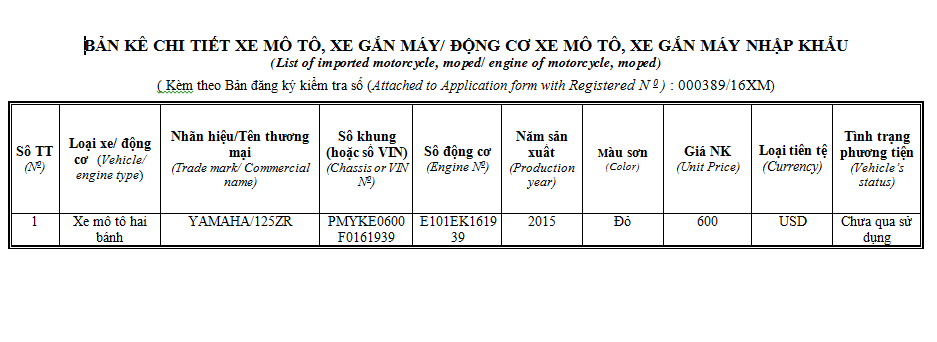 BẢN KÊ CHI TIẾT XE MÔ TÔ, XE GẮN MÁY/ ĐỘNG CƠ XE MÔ TÔ, XE GẮN MÁY NHẬP KHẨU
(List of imported motorcycle, moped/ engine of motorcycle, moped)
( Kèm theo Bản đăng ký kiểm tra số (Attached to Application form with Registered N º ) : 000389/16XM)
Số TT
(Nº)
Loại xe/ động
cơ (Vehicle/
engine type)
Nhãn hiệu/Tên thương
mại
(Trade mark/ Commercial
name)
Số khung
(hoặc số VIN)
(Chassis or VIN
Nº)
Số động cơ
(Engine Nº)
Năm sản
xuất
(Production
year)
Màu sơn
(Color)
Giá NK
(Unit Price)
Loại tiền tệ
(Currency)
Tình trạng
phương tiện
(Vehicle's
status)
1
Xe mô tô hai
bánh
YAMAHA/125ZR
PMYKE0600
F0161939
E101EK1619
39
2015
Đỏ
600
USD
Chưa qua sử
dụng